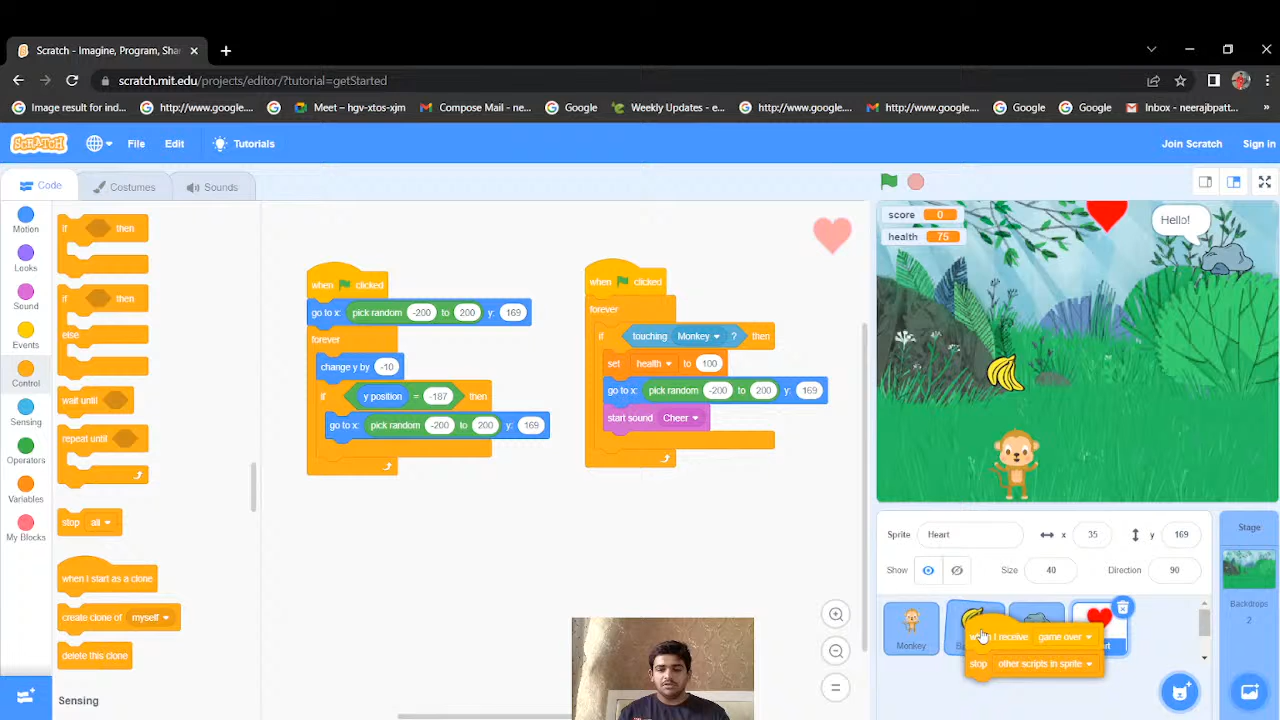 Scratch - Imagine, Program, Sha
scratch.mit.edu/projects/editor/?tutorial=getStarted
Image result for ind...
http://www.google....
Meet – hgv-xtos-xjm
Compose Mail - ne...
Google
Weekly Updates - e...
http://www.google....
http://www.google....
Google
Google
Inbox - neerajbpatt...
»
SCRATCH
File
Edit
Tutorials
Join Scratch
Sign in
Code
Costumes
Sounds
Motion
Looks
Sound
Events
Control
Sensing
Operators
Variables
My Blocks
if then
if then
else
wait until
repeat until
stop all
when I start as a clone
create clone of myself
delete this clone
Sensing
when clicked
go to x: pick random -200 to 200 y: 169
forever
change y by -10
if y position = -187 then
go to x: pick random -200 to 200 y: 169
when clicked
forever
if touching Monkey ? then
set health to 100
go to x: pick random -200 to 200 y: 169
start sound Cheer
score 0
health 75
Hello!
Sprite Heart x 35 y 169
Show Size 40 Direction 90
Monkey
when I receive game over
stop other scripts in sprite
Stage
Backdrops
2